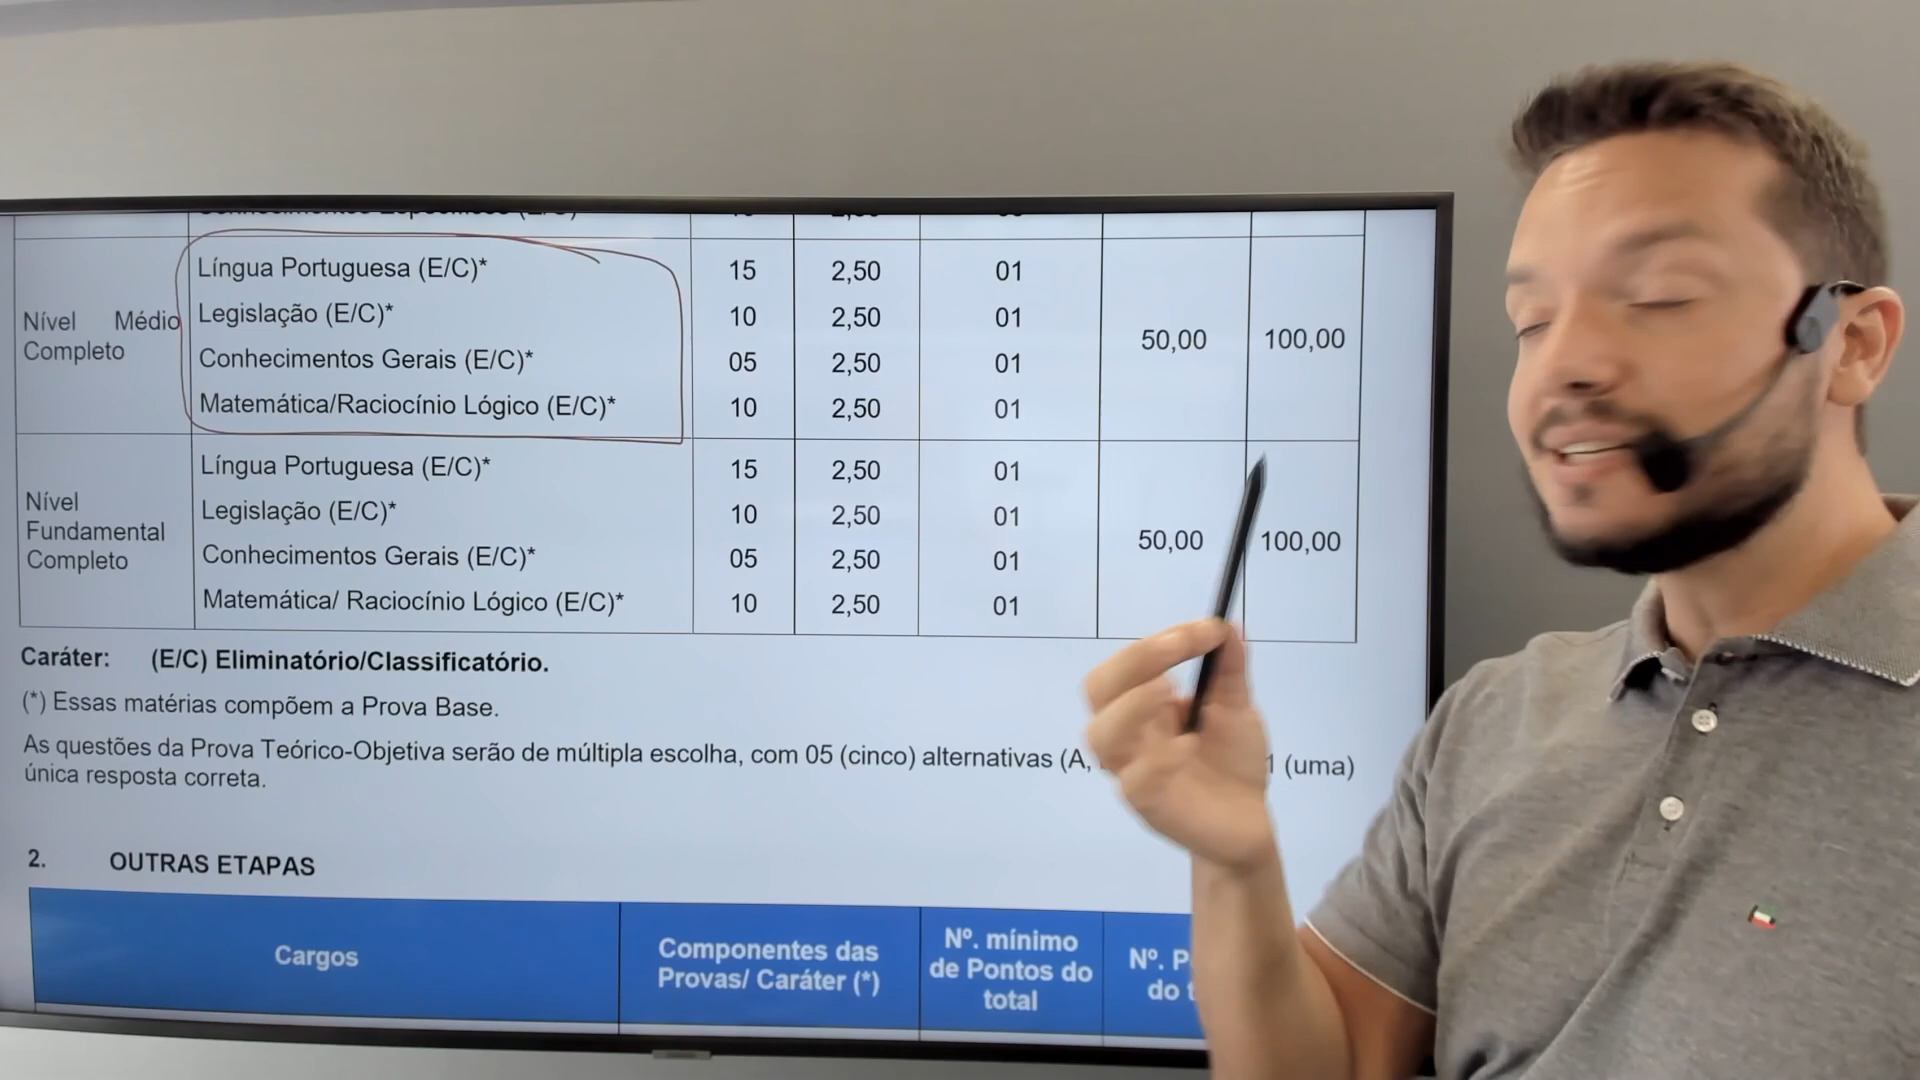 Nível Médio Completo
Língua Portuguesa (E/C)* 15 2,50 01
Legislação (E/C)* 10 2,50 01
Conhecimentos Gerais (E/C)* 05 2,50 01
Matemática/Raciocínio Lógico (E/C)* 10 2,50 01
50,00 100,00
Nível Fundamental Completo
Língua Portuguesa (E/C)* 15 2,50 01
Legislação (E/C)* 10 2,50 01
Conhecimentos Gerais (E/C)* 05 2,50 01
Matemática/ Raciocínio Lógico (E/C)* 10 2,50 01
50,00 100,00
Caráter: (E/C) Eliminatório/Classificatório.
(*) Essas matérias compõem a Prova Base.
As questões da Prova Teórico-Objetiva serão de múltipla escolha, com 05 (cinco) alternativas (A, 1 (uma)
única resposta correta.
2. OUTRAS ETAPAS
Cargos
Componentes das
Provas/ Caráter (*)
Nº. mínimo
de Pontos do
total
Nº.
do